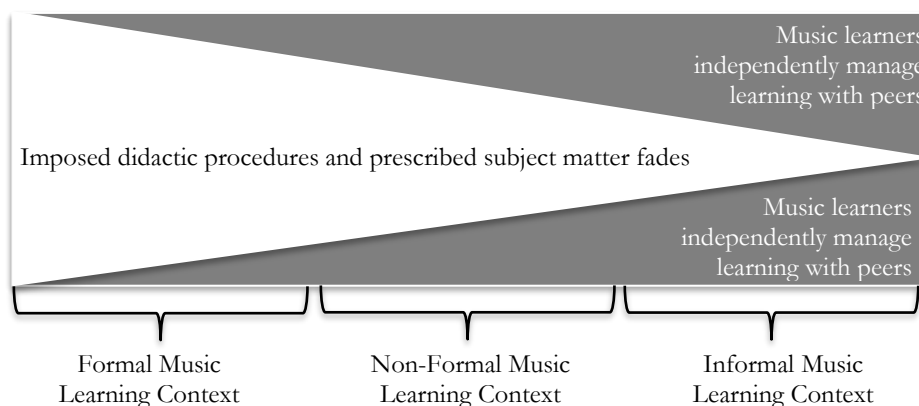 Music learners
independently manage
learning with peers
Imposed didactic procedures and prescribed subject matter fades
Music learners
independently manage
learning with peers
Formal Music
Learning Context
Non-Formal Music
Learning Context
Informal Music
Learning Context